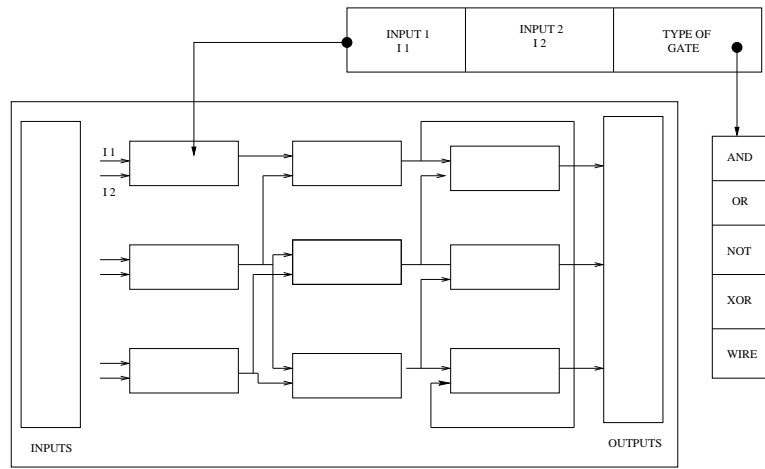 INPUT 1
I 1
INPUT 2
I 2
TYPE OF
GATE
I 1
I 2
AND
OR
NOT
XOR
WIRE
INPUTS
OUTPUTS